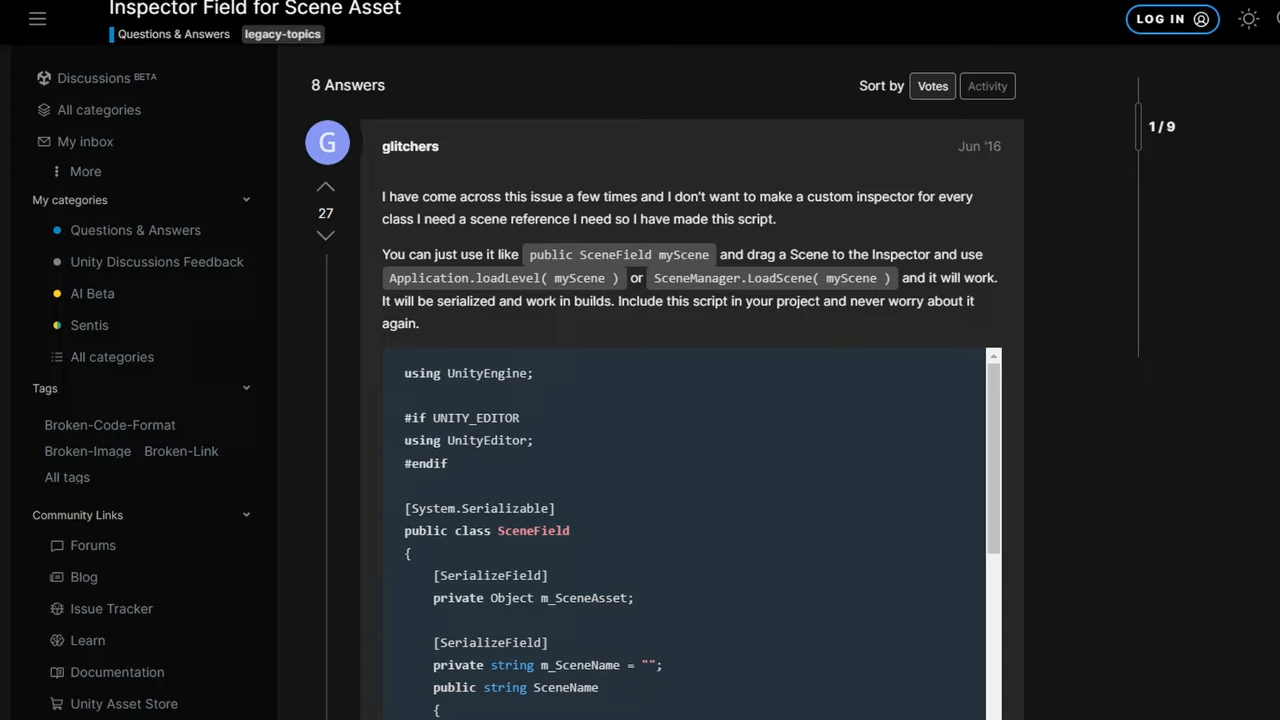 Inspector Field for Scene Asset
Questions & Answers legacy-topics
LOG IN
Discussions BETA
All categories
My inbox
More
My categories
Questions & Answers
Unity Discussions Feedback
AI Beta
Sentis
All categories
Tags
Broken-Code-Format
Broken-Image Broken-Link
All tags
Community Links
Forums
Blog
Issue Tracker
Learn
Documentation
Unity Asset Store
8 Answers
Sort by Votes Activity
G
glitchers Jun '16
27
I have come across this issue a few times and I don't want to make a custom inspector for every
class I need a scene reference I need so I have made this script.
You can just use it like public SceneField myScene and drag a Scene to the Inspector and use
Application.loadLevel( myScene ) or SceneManager.LoadScene( myScene ) and it will work.
It will be serialized and work in builds. Include this script in your project and never worry about it
again.
using UnityEngine;
#if UNITY_EDITOR
using UnityEditor;
#endif
[System.Serializable]
public class SceneField
{
[SerializeField]
private Object m_SceneAsset;
[SerializeField]
private string m_SceneName = "";
public string SceneName
{
1 / 9